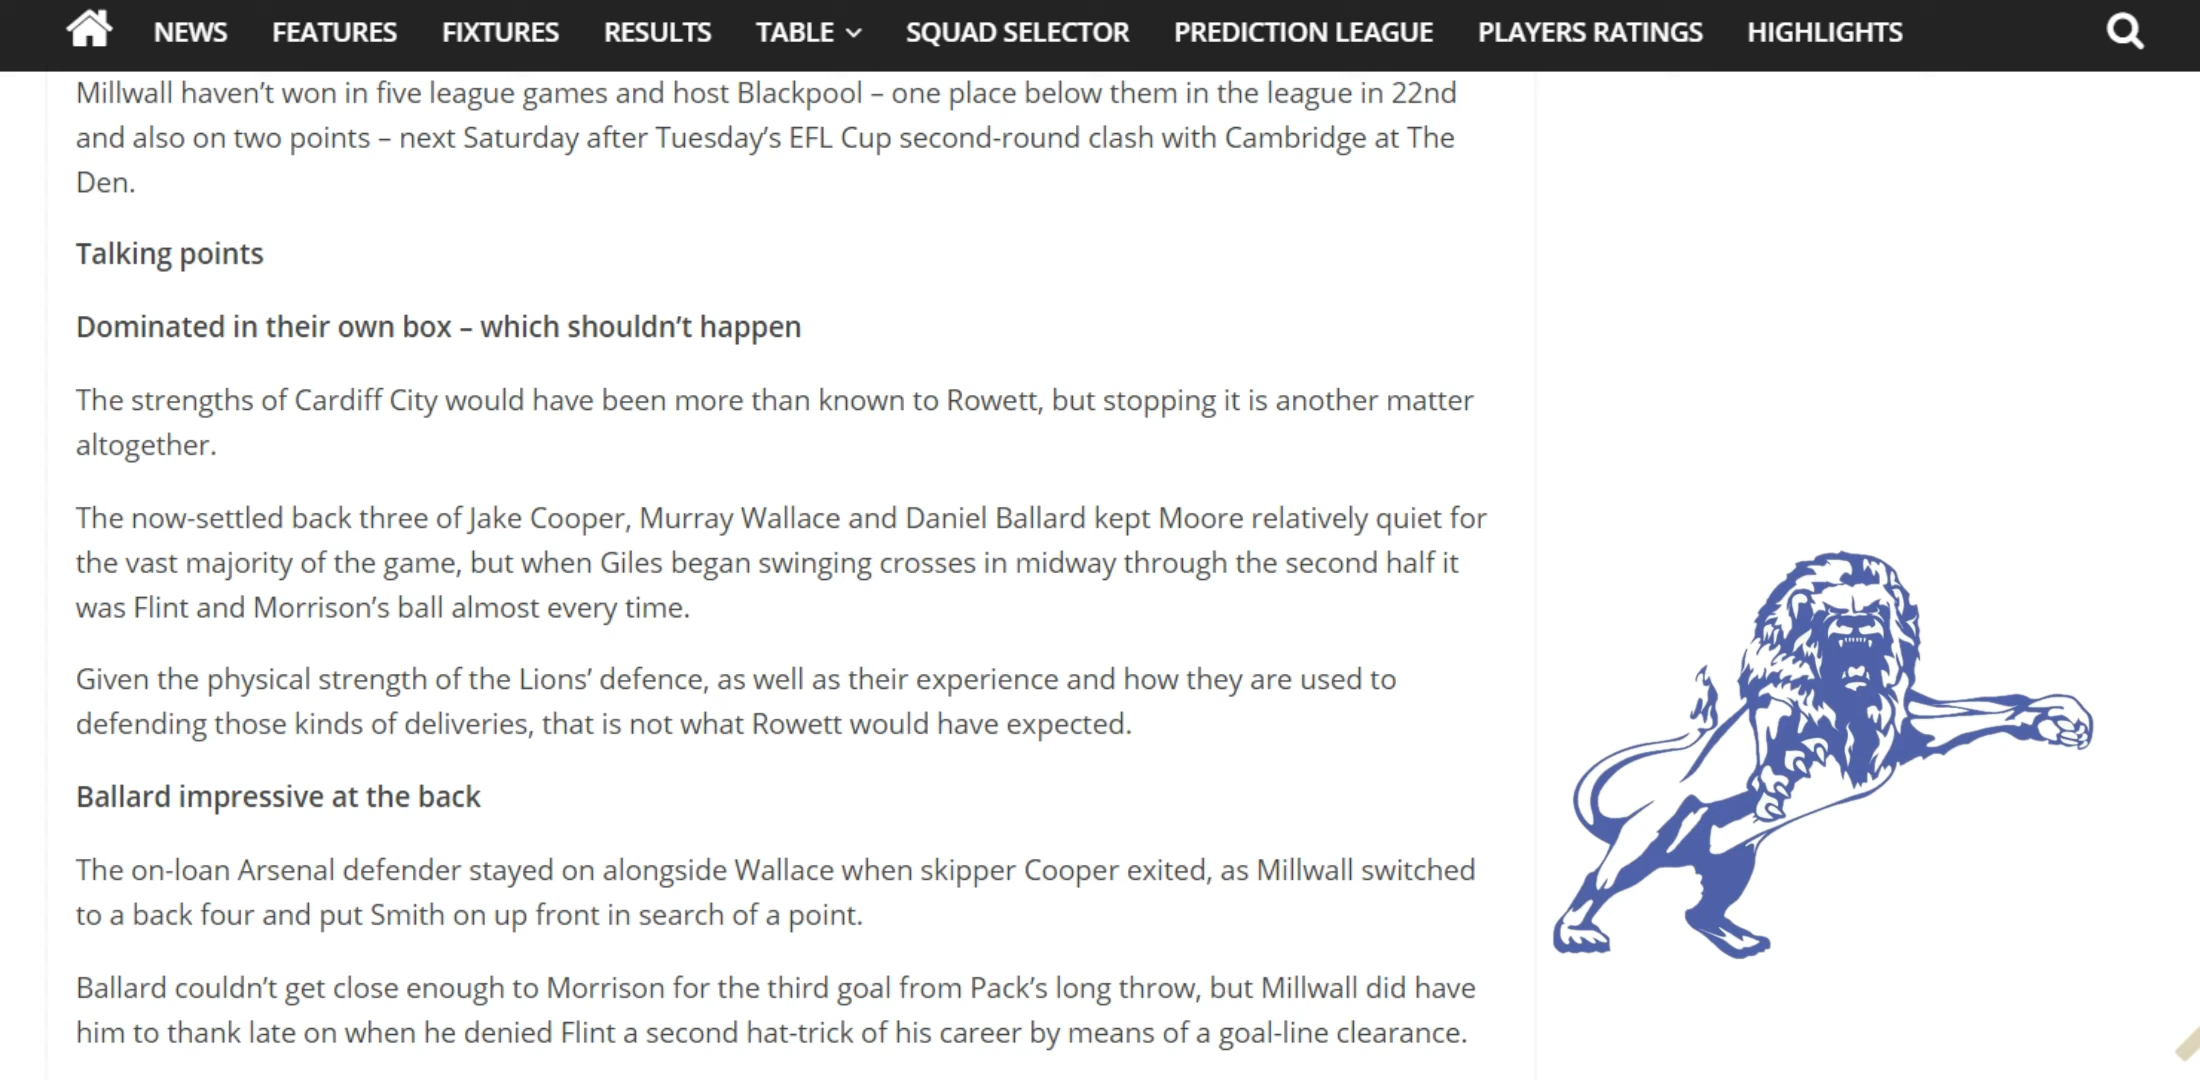 NEWS FEATURES FIXTURES RESULTS TABLE SQUAD SELECTOR PREDICTION LEAGUE PLAYERS RATINGS HIGHLIGHTS
Millwall haven’t won in five league games and host Blackpool – one place below them in the league in 22nd
and also on two points – next Saturday after Tuesday’s EFL Cup second-round clash with Cambridge at The
Den.
Talking points
Dominated in their own box – which shouldn’t happen
The strengths of Cardiff City would have been more than known to Rowett, but stopping it is another matter
altogether.
The now-settled back three of Jake Cooper, Murray Wallace and Daniel Ballard kept Moore relatively quiet for
the vast majority of the game, but when Giles began swinging crosses in midway through the second half it
was Flint and Morrison’s ball almost every time.
Given the physical strength of the Lions’ defence, as well as their experience and how they are used to
defending those kinds of deliveries, that is not what Rowett would have expected.
Ballard impressive at the back
The on-loan Arsenal defender stayed on alongside Wallace when skipper Cooper exited, as Millwall switched
to a back four and put Smith on up front in search of a point.
Ballard couldn’t get close enough to Morrison for the third goal from Pack’s long throw, but Millwall did have
him to thank late on when he denied Flint a second hat-trick of his career by means of a goal-line clearance.